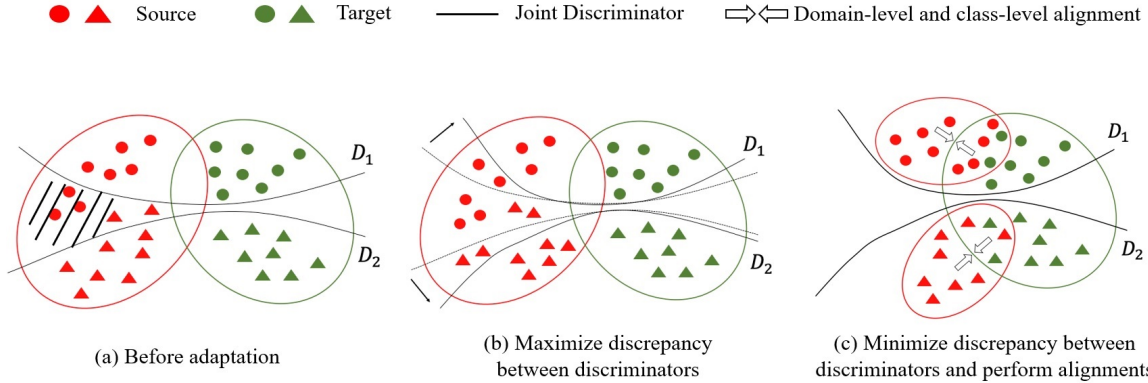 Source
Target
Joint Discriminator
Domain-level and class-level alignment
D1
D2
D1
D2
D1
D2
(a) Before adaptation
(b) Maximize discrepancy
between discriminators
(c) Minimize discrepancy between
discriminators and perform alignments